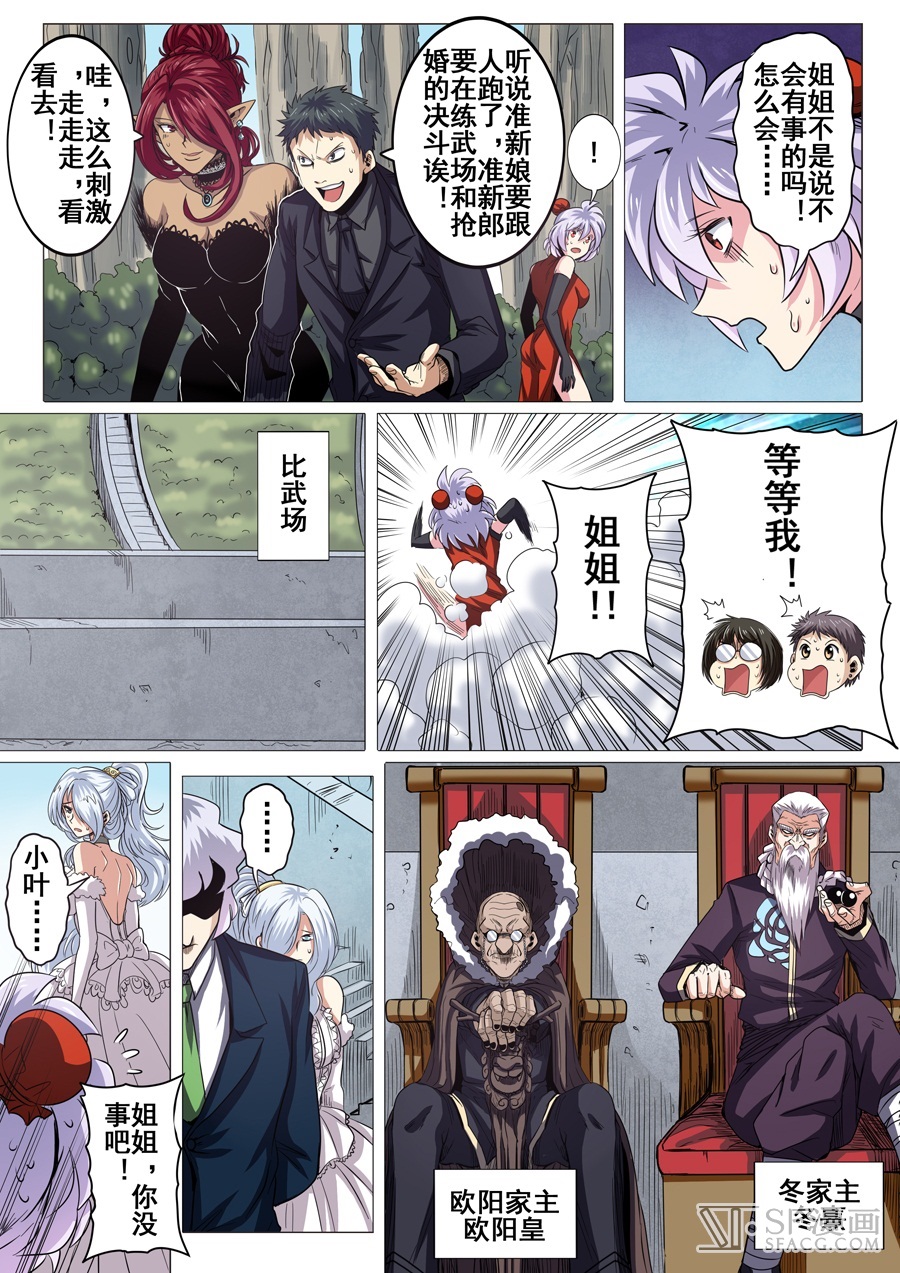 姐姐不是说不
会有事的吗！
怎么会……
！
听说准新娘要跟
人跑了，准新郎
要在练武场和抢
婚的决斗诶！
哇，这么刺激
，走走走，看
看去！
等等我！
姐姐!!
比武场
冬家主
冬
欧阳家主
欧阳皇
……
小叶……
姐姐，你没
事吧！
SF漫画
SFACG.COM